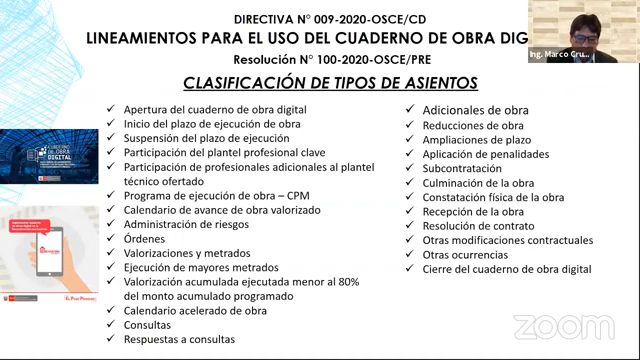 DIRECTIVA N° 009-2020-OSCE/CD
LINEAMIENTOS PARA EL USO DEL CUADERNO DE OBRA DIG
Resolución N° 100-2020-OSCE/PRE
Ing. Marco Cru...
CLASIFICACIÓN DE TIPOS DE ASIENTOS
✓ Apertura del cuaderno de obra digital
✓ Inicio del plazo de ejecución de obra
✓ Suspensión del plazo de ejecución
✓ Participación del plantel profesional clave
✓ Participación de profesionales adicionales al plantel
técnico ofertado
✓ Programa de ejecución de obra – CPM
✓ Calendario de avance de obra valorizado
✓ Administración de riesgos
✓ Órdenes
✓ Valorizaciones y metrados
✓ Ejecución de mayores metrados
✓ Valorización acumulada ejecutada menor al 80%
del monto acumulado programado
✓ Calendario acelerado de obra
✓ Consultas
✓ Respuestas a consultas
✓ Adicionales de obra
✓ Reducciones de obra
✓ Ampliaciones de plazo
✓ Aplicación de penalidades
✓ Subcontratación
✓ Culminación de la obra
✓ Constatación física de la obra
✓ Recepción de la obra
✓ Resolución de contrato
✓ Otras modificaciones contractuales
✓ Otras ocurrencias
✓ Cierre del cuaderno de obra digital
CUADERNO
DE OBRA
DIGITAL
zoom